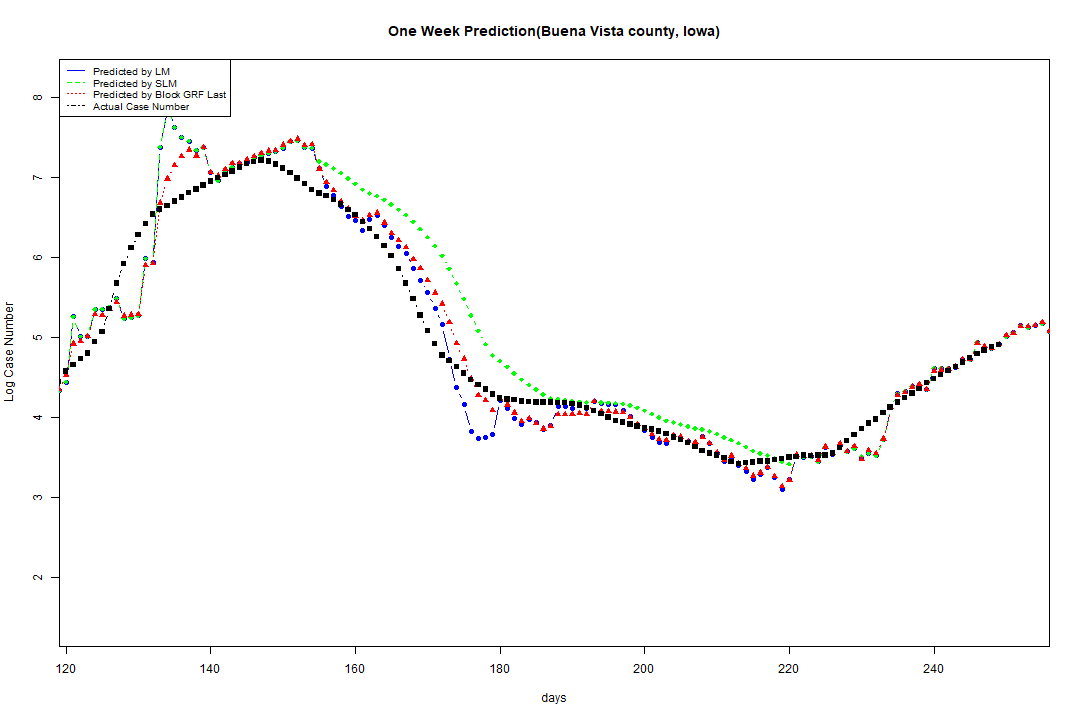 One Week Prediction(Buena Vista county, Iowa)
Predicted by LM
Predicted by SLM
Predicted by Block GRF Last
Actual Case Number
8
7
6
5
4
3
2
Log Case Number
120 140 160 180 200 220 240
days